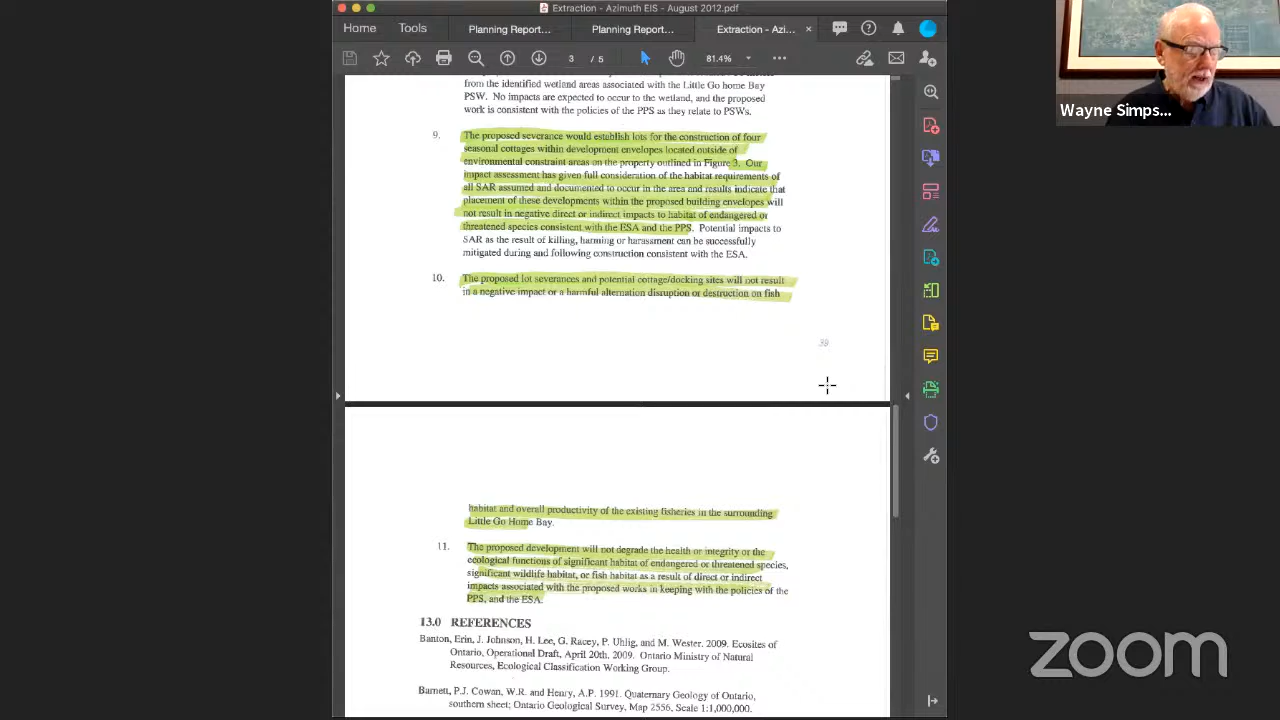 Extraction - Azimuth EIS - August 2012.pdf
Home
Tools
Planning Report...
Planning Report...
Extraction - Azi...
3 / 5
81.4%
from the identified wetland areas associated with the Little Go home Bay
PSW. No impacts are expected to occur to the wetland, and the proposed
work is consistent with the policies of the PPS as they relate to PSWs.
9. The proposed severance would establish lots for the construction of four
seasonal cottages within development envelopes located outside of
environmental constraint areas on the property outlined in Figure 3. Our
impact assessment has given full consideration of the habitat requirements of
all SAR assumed and documented to occur in the area and results indicate that
placement of these developments within the proposed building envelopes will
not result in negative direct or indirect impacts to habitat of endangered or
threatened species consistent with the ESA and the PPS. Potential impacts to
SAR as the result of killing, harming or harassment can be successfully
mitigated during and following construction consistent with the ESA.
10. The proposed lot severances and potential cottage/docking sites will not result
in a negative impact or a harmful alternation disruption or destruction on fish
39
habitat and overall productivity of the existing fisheries in the surrounding
Little Go Home Bay.
11. The proposed development will not degrade the health or integrity or the
ecological functions of significant habitat of endangered or threatened species,
significant wildlife habitat, or fish habitat as a result of direct or indirect
impacts associated with the proposed works in keeping with the policies of the
PPS, and the ESA.
13.0 REFERENCES
Banton, Erin, J. Johnson, H. Lee, G. Racey, P. Uhlig, and M. Wester. 2009. Ecosites of
Ontario, Operational Draft, April 20th, 2009. Ontario Ministry of Natural
Resources, Ecological Classification Working Group.
Barnett, P.J. Cowan, W.R. and Henry, A.P. 1991. Quaternary Geology of Ontario,
southern sheet; Ontario Geological Survey, Map 2556, Scale 1:1,000,000.
Wayne Simps...
zoom